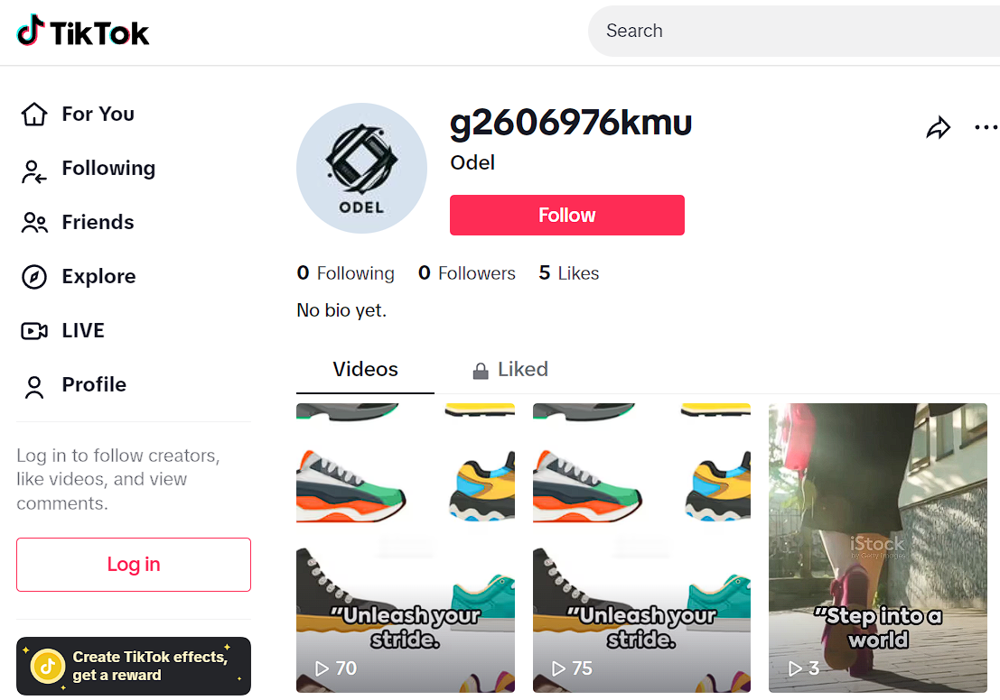 TikTok
Search
For You
Following
Friends
Explore
LIVE
Profile
Log in to follow creators,
like videos, and view
comments.
Log in
Create TikTok effects,
get a reward
ODEL
g2606976kmu
Odel
Follow
0 Following 0 Followers 5 Likes
No bio yet.
Videos Liked
"Unleash your
stride.
70
"Unleash your
stride.
75
iStock
by Getty Images
"Step into a
world
3